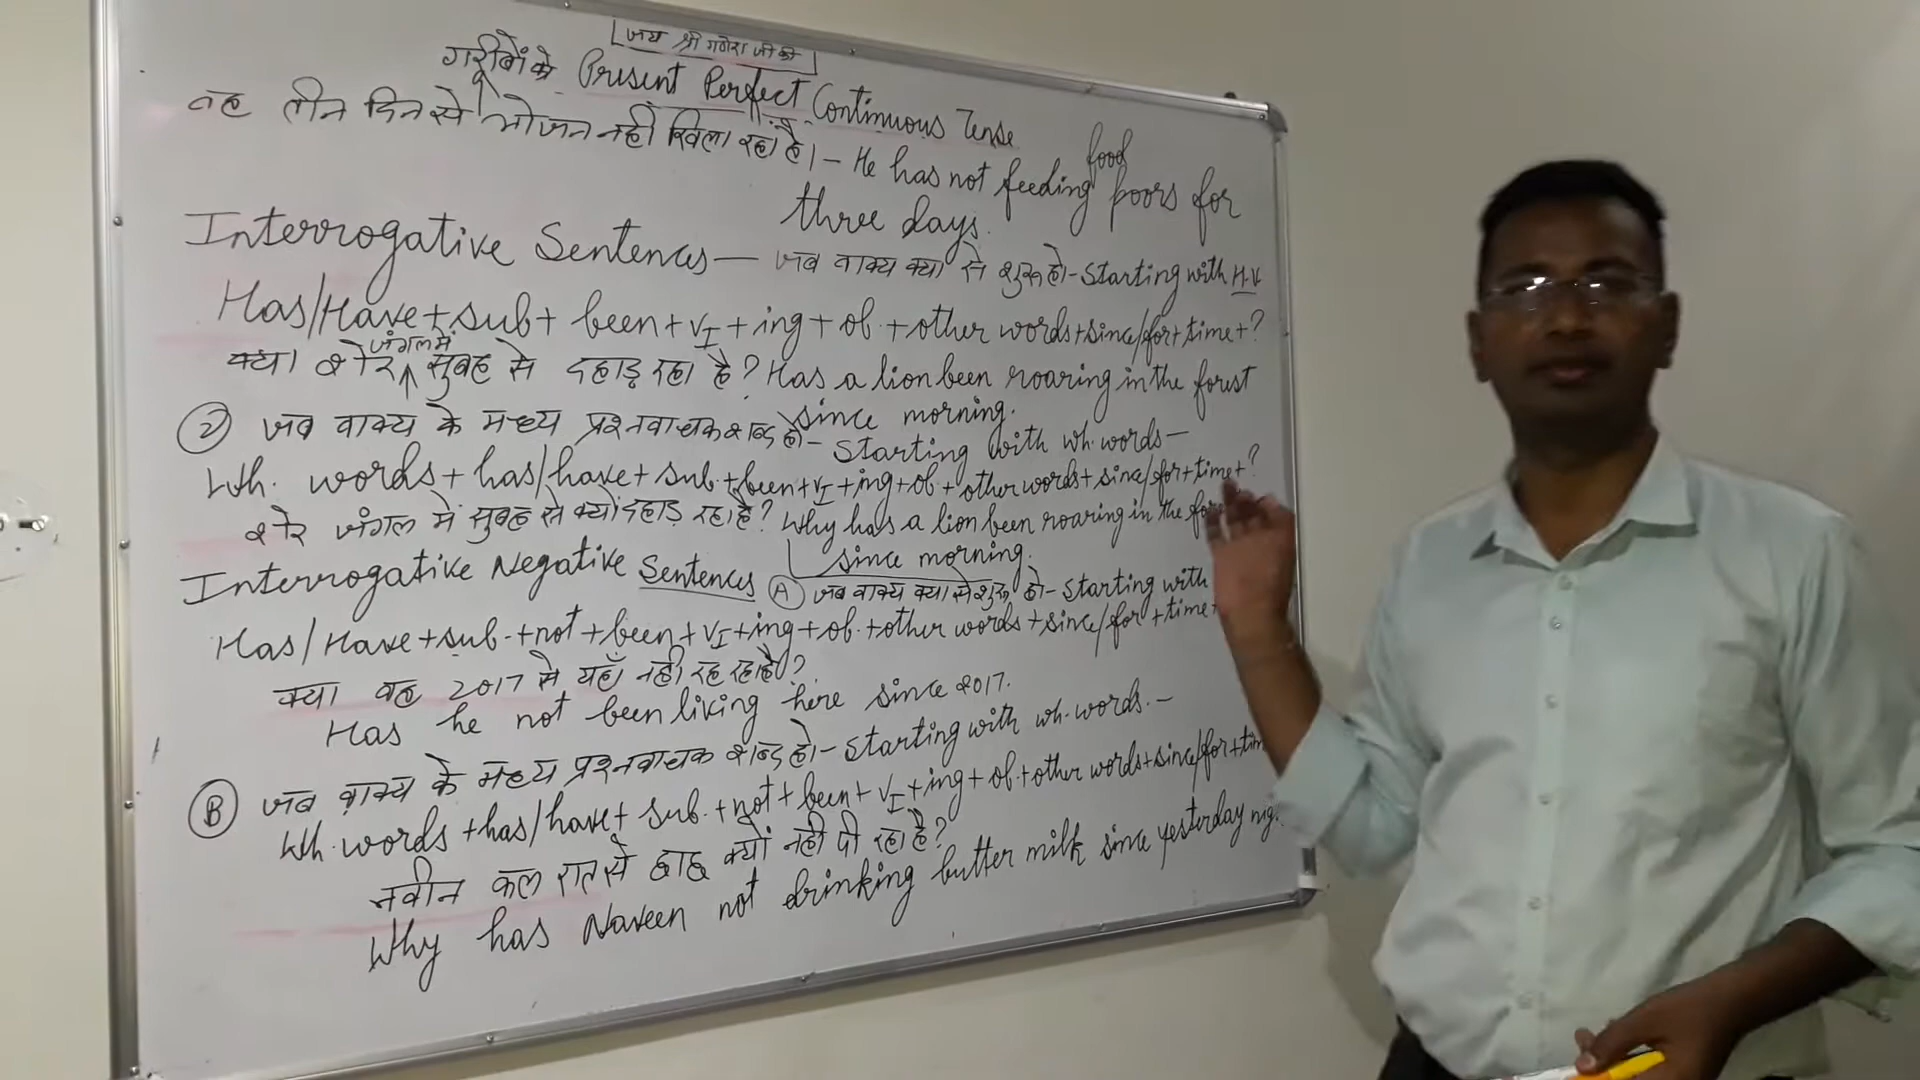 जय श्री गणेश जी की
गरीबों को Present Perfect Continuous Tense
वह तीन दिन से भोजन नहीं खिला रहा है। – He has not feeding food poors for
three days.
Interrogative Sentences — जब वाक्य क्या से शुरू हो - Starting with H.V
Has/Have + sub + been + VI + ing + ob. + other words + since/for + time + ?
क्या शेर जंगल में सुबह से दहाड़ रहा है? Has a lion been roaring in the forest
since morning.
② जब वाक्य के मध्य प्रश्नवाचक शब्द हो – Starting with wh. words —
Wh. words + has/have + sub. + been + VI + ing + ob + other words + since/for + time + ?
शेर जंगल में सुबह से क्यों दहाड़ रहा है? Why has a lion been roaring in the
since morning.
Interrogative Negative Sentences Ⓐ जब वाक्य क्या से शुरू हो – Starting with
Has/Have + sub. + not + been + VI + ing + ob. + other words + since/for + time +
क्या वह 2017 से यहाँ नहीं रह रहा है?
Has he not been living here since 2017.
Ⓑ जब वाक्य के मध्य प्रश्नवाचक शब्द हो – Starting with wh. words. –
Wh. words + has/have + sub. + not + been + VI + ing + ob. + other words + since/for +
नवीन कल रात से छाछ क्यों नहीं पी रहा है?
Why has Naveen not drinking butter milk since yesterday